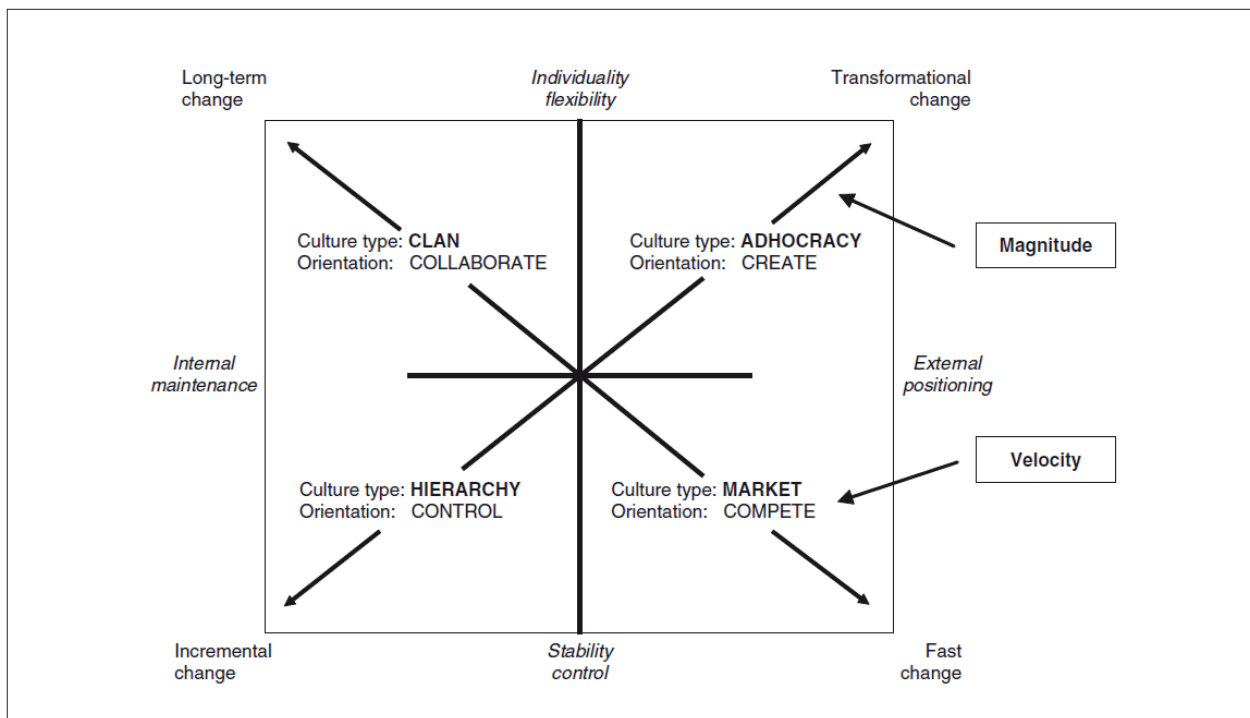 Long-term
change
Individuality
flexibility
Transformational
change
Culture type: CLAN
Orientation: COLLABORATE
Culture type: ADHOCRACY
Orientation: CREATE
Magnitude
Internal
maintenance
External
positioning
Velocity
Culture type: HIERARCHY
Orientation: CONTROL
Culture type: MARKET
Orientation: COMPETE
Incremental
change
Stability
control
Fast
change